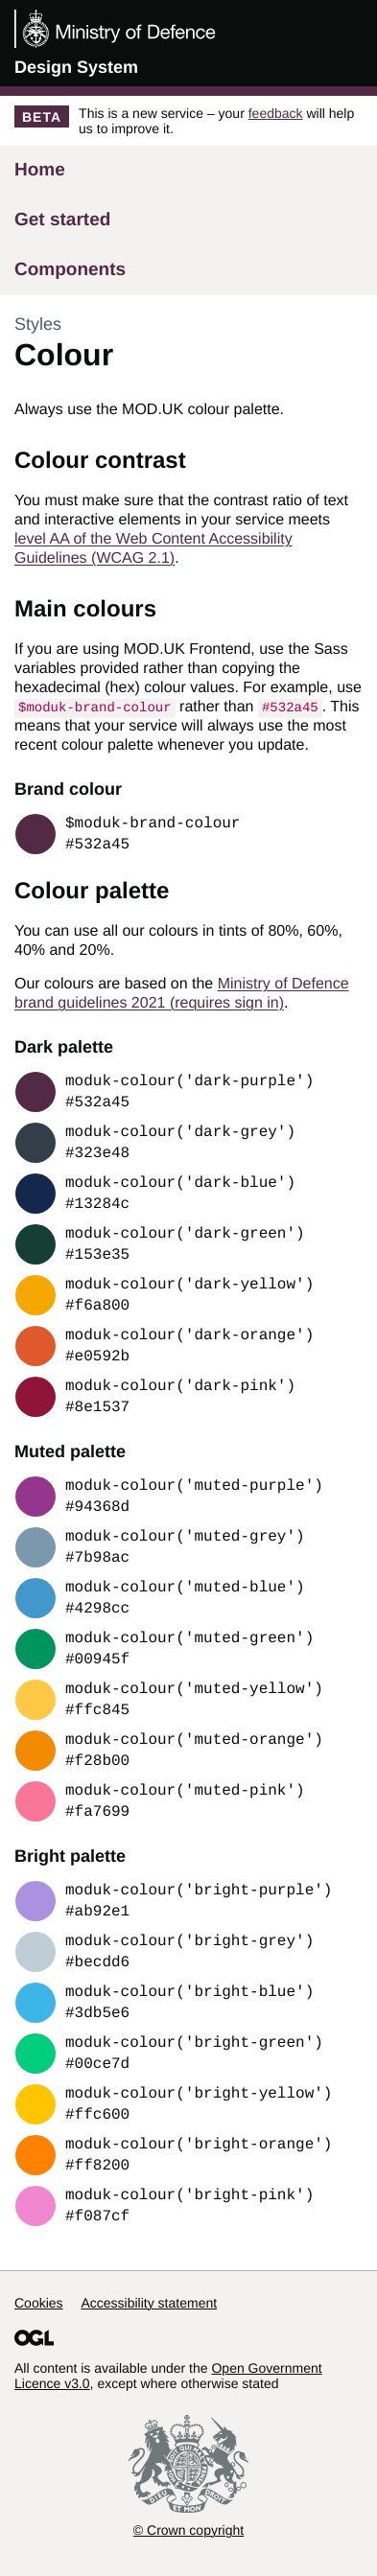 Ministry of Defence
Design System
BETA
This is a new service – your feedback will help
us to improve it.
Home
Get started
Components
Styles
Colour
Always use the MOD.UK colour palette.
Colour contrast
You must make sure that the contrast ratio of text
and interactive elements in your service meets
level AA of the Web Content Accessibility
Guidelines (WCAG 2.1).
Main colours
If you are using MOD.UK Frontend, use the Sass
variables provided rather than copying the
hexadecimal (hex) colour values. For example, use
$moduk-brand-colour rather than #532a45. This
means that your service will always use the most
recent colour palette whenever you update.
Brand colour
$moduk-brand-colour
#532a45
Colour palette
You can use all our colours in tints of 80%, 60%,
40% and 20%.
Our colours are based on the Ministry of Defence
brand guidelines 2021 (requires sign in).
Dark palette
moduk-colour('dark-purple')
#532a45
moduk-colour('dark-grey')
#323e48
moduk-colour('dark-blue')
#13284c
moduk-colour('dark-green')
#153e35
moduk-colour('dark-yellow')
#f6a800
moduk-colour('dark-orange')
#e0592b
moduk-colour('dark-pink')
#8e1537
Muted palette
moduk-colour('muted-purple')
#94368d
moduk-colour('muted-grey')
#7b98ac
moduk-colour('muted-blue')
#4298cc
moduk-colour('muted-green')
#00945f
moduk-colour('muted-yellow')
#ffc845
moduk-colour('muted-orange')
#f28b00
moduk-colour('muted-pink')
#fa7699
Bright palette
moduk-colour('bright-purple')
#ab92e1
moduk-colour('bright-grey')
#becdd6
moduk-colour('bright-blue')
#3db5e6
moduk-colour('bright-green')
#00ce7d
moduk-colour('bright-yellow')
#ffc600
moduk-colour('bright-orange')
#ff8200
moduk-colour('bright-pink')
#f087cf
Cookies Accessibility statement
OGL
All content is available under the Open Government
Licence v3.0, except where otherwise stated
DIEU ET MON DROIT
© Crown copyright